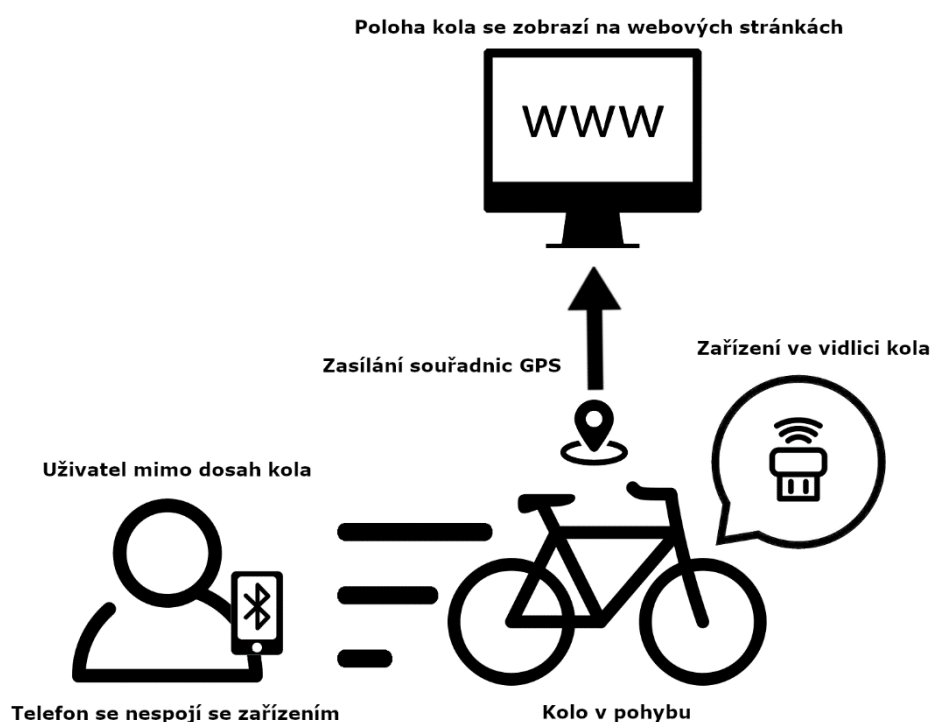 Poloha kola se zobrazí na webových stránkách
WWW
Zasílání souřadnic GPS
Zařízení ve vidlici kola
Uživatel mimo dosah kola
Telefon se nespojí se zařízením
Kolo v pohybu